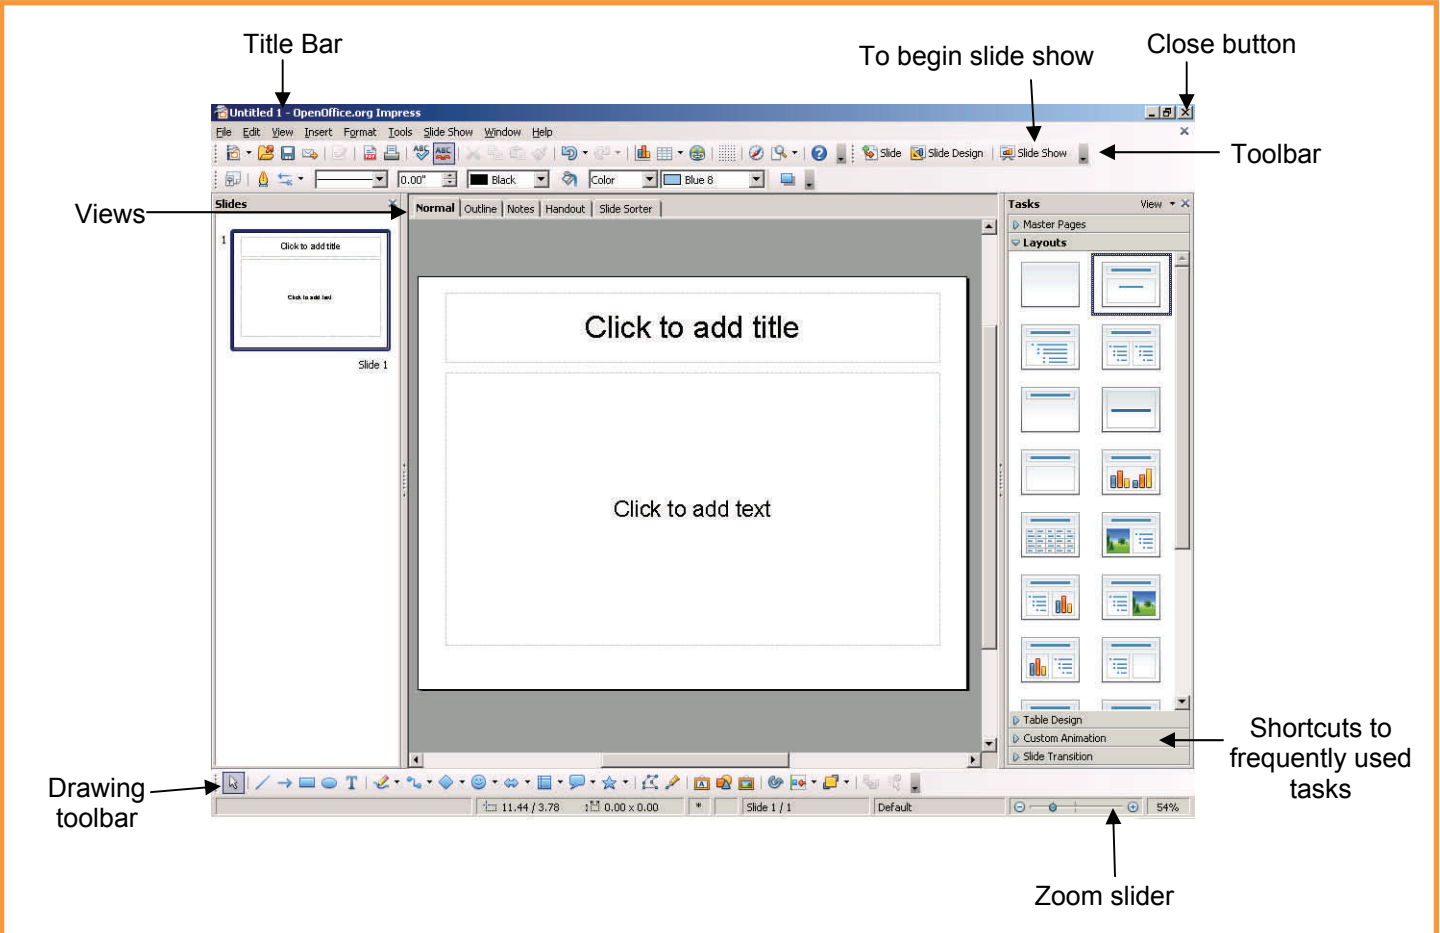 Title Bar
To begin slide show
Close button
Untitled 1 - OpenOffice.org Impress
File Edit View Insert Format Tools Slide Show Window Help
Slide Slide Design Slide Show
Toolbar
0.00" Black Color Blue 8
Views
Slides
Normal Outline Notes Handout Slide Sorter
Tasks View
Master Pages
Layouts
1
Click to add title
Click to add text
Slide 1
Click to add title
Click to add text
Table Design
Custom Animation
Slide Transition
Shortcuts to
frequently used
tasks
Drawing
toolbar
11.44 / 3.78 0.00 x 0.00 * Slide 1 / 1 Default 54%
Zoom slider